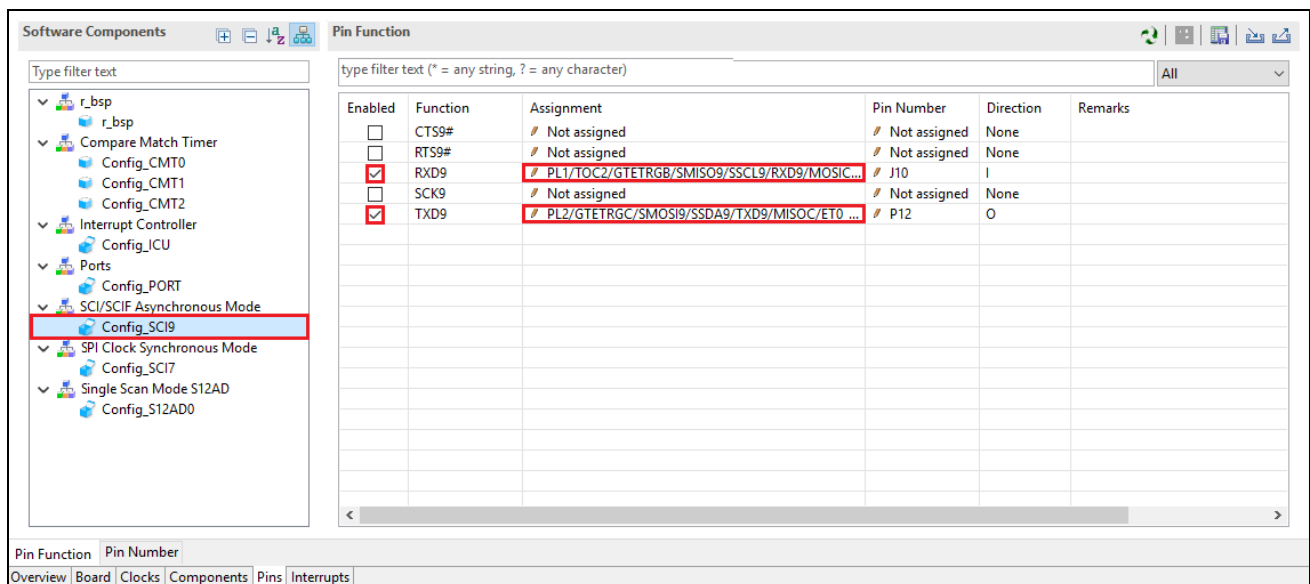 Software Components
Type filter text
r_bsp
r_bsp
Compare Match Timer
Config_CMT0
Config_CMT1
Config_CMT2
Interrupt Controller
Config_ICU
Ports
Config_PORT
SCI/SCIF Asynchronous Mode
Config_SCI9
SPI Clock Synchronous Mode
Config_SCI7
Single Scan Mode S12AD
Config_S12AD0
Pin Function
type filter text (* = any string, ? = any character) All
Enabled Function Assignment Pin Number Direction Remarks
CTS9# Not assigned Not assigned None
RTS9# Not assigned Not assigned None
RXD9 PL1/TOC2/GTETRGB/SMISO9/SSCL9/RXD9/MOSIC... J10 I
SCK9 Not assigned Not assigned None
TXD9 PL2/GTETRGC/SMOSI9/SSDA9/TXD9/MISOC/ET0_... P12 O
Pin Function Pin Number
Overview Board Clocks Components Pins Interrupts